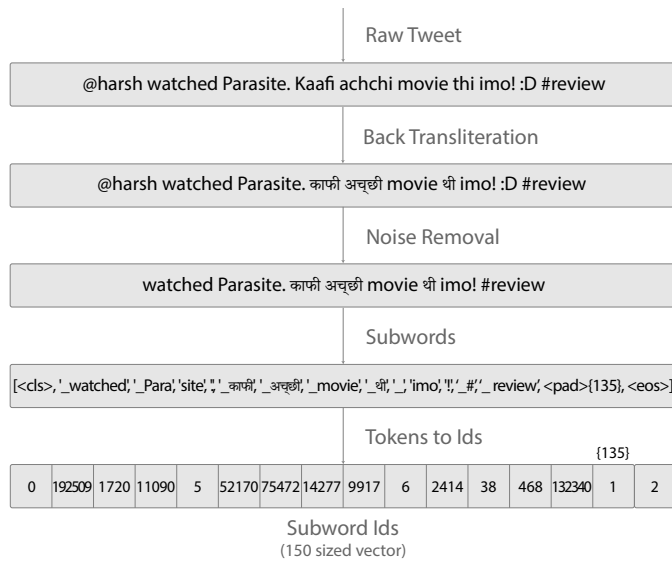 Raw Tweet
@harsh watched Parasite. Kaafi achchi movie thi imo! :D #review
Back Transliteration
@harsh watched Parasite. काफी अच्छी movie थी imo! :D #review
Noise Removal
watched Parasite. काफी अच्छी movie थी imo! #review
Subwords
[<cls>, '_watched', '_Para', 'site', '.', '_काफी', '_अच्छी', '_movie', '_थी', '_', 'imo', '!', '_#', '_ review', <pad>{135}, <eos>]
Tokens to Ids
{135}
0 192509 1720 11090 5 52170 75472 14277 9917 6 2414 38 468 132340 1 2
Subword Ids
(150 sized vector)